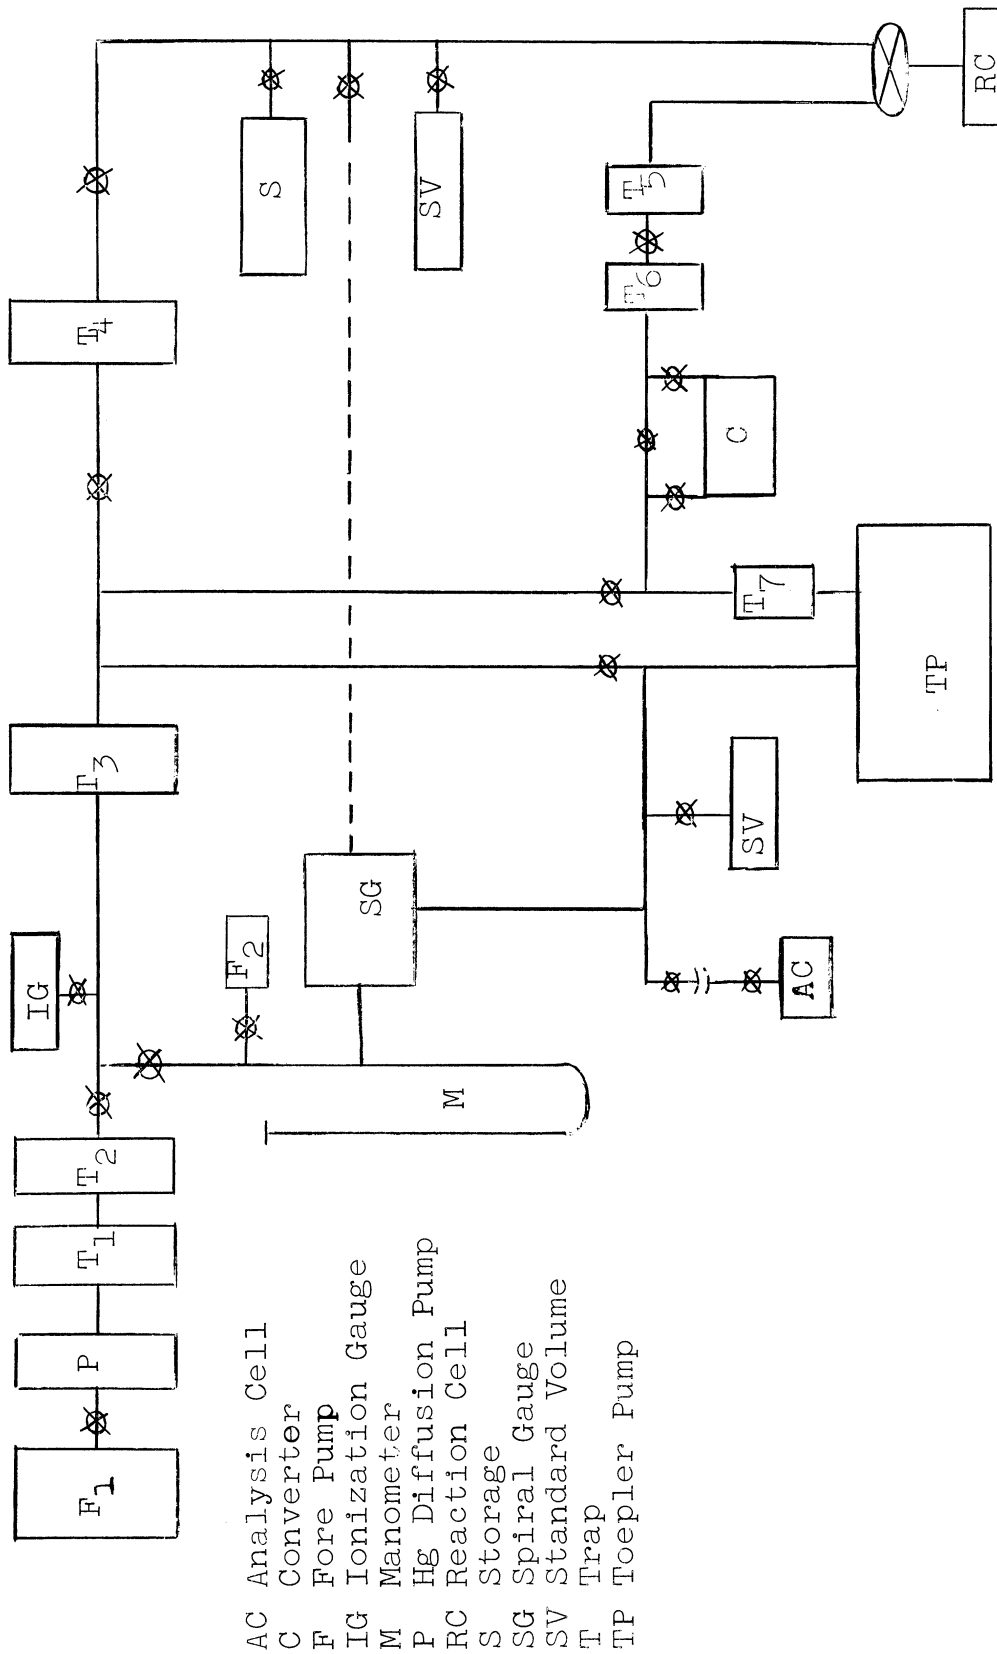 F1
P
T1
T2
IG
T3
T4
F2
M
SG
S
SV
AC
SV
TP
T7
C
T6
T5
RC
AC Analysis Cell
C Converter
F Fore Pump
IG Ionization Gauge
M Manometer
P Hg Diffusion Pump
RC Reaction Cell
S Storage
SG Spiral Gauge
SV Standard Volume
T Trap
TP Toepler Pump